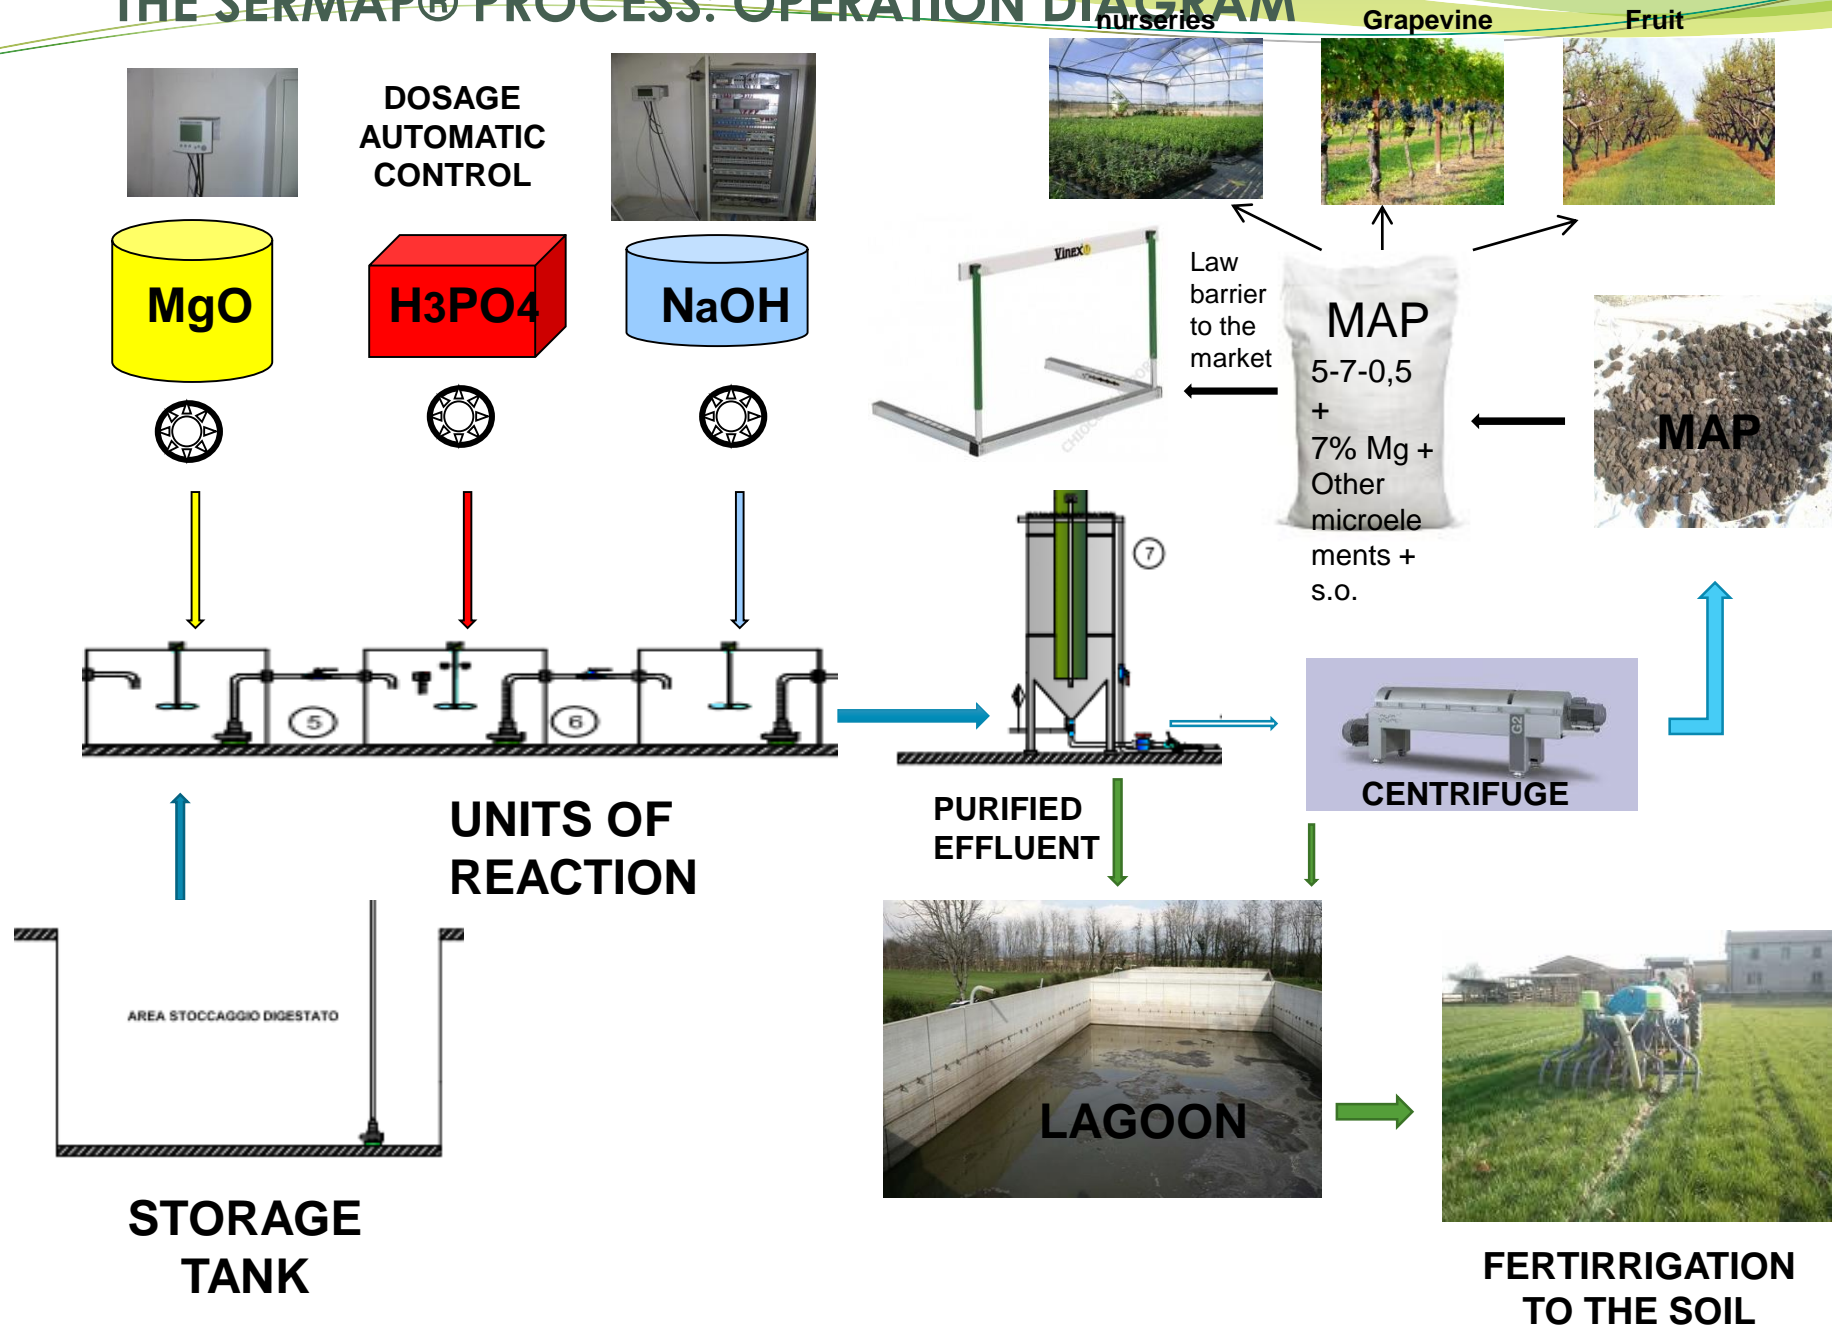 THE SERMAP® PROCESS: OPERATION DIAGRAM
nurseries
Grapevine
Fruit
DOSAGE
AUTOMATIC
CONTROL
MgO
H3PO4
NaOH
Vinex
Law
barrier
to the
market
MAP
5-7-0,5
+
7% Mg +
Other
microele
ments +
s.o.
MAP
7
5
6
G2
CENTRIFUGE
UNITS OF
REACTION
PURIFIED
EFFLUENT
AREA STOCCAGGIO DIGESTATO
LAGOON
STORAGE
TANK
FERTIRRIGATION
TO THE SOIL